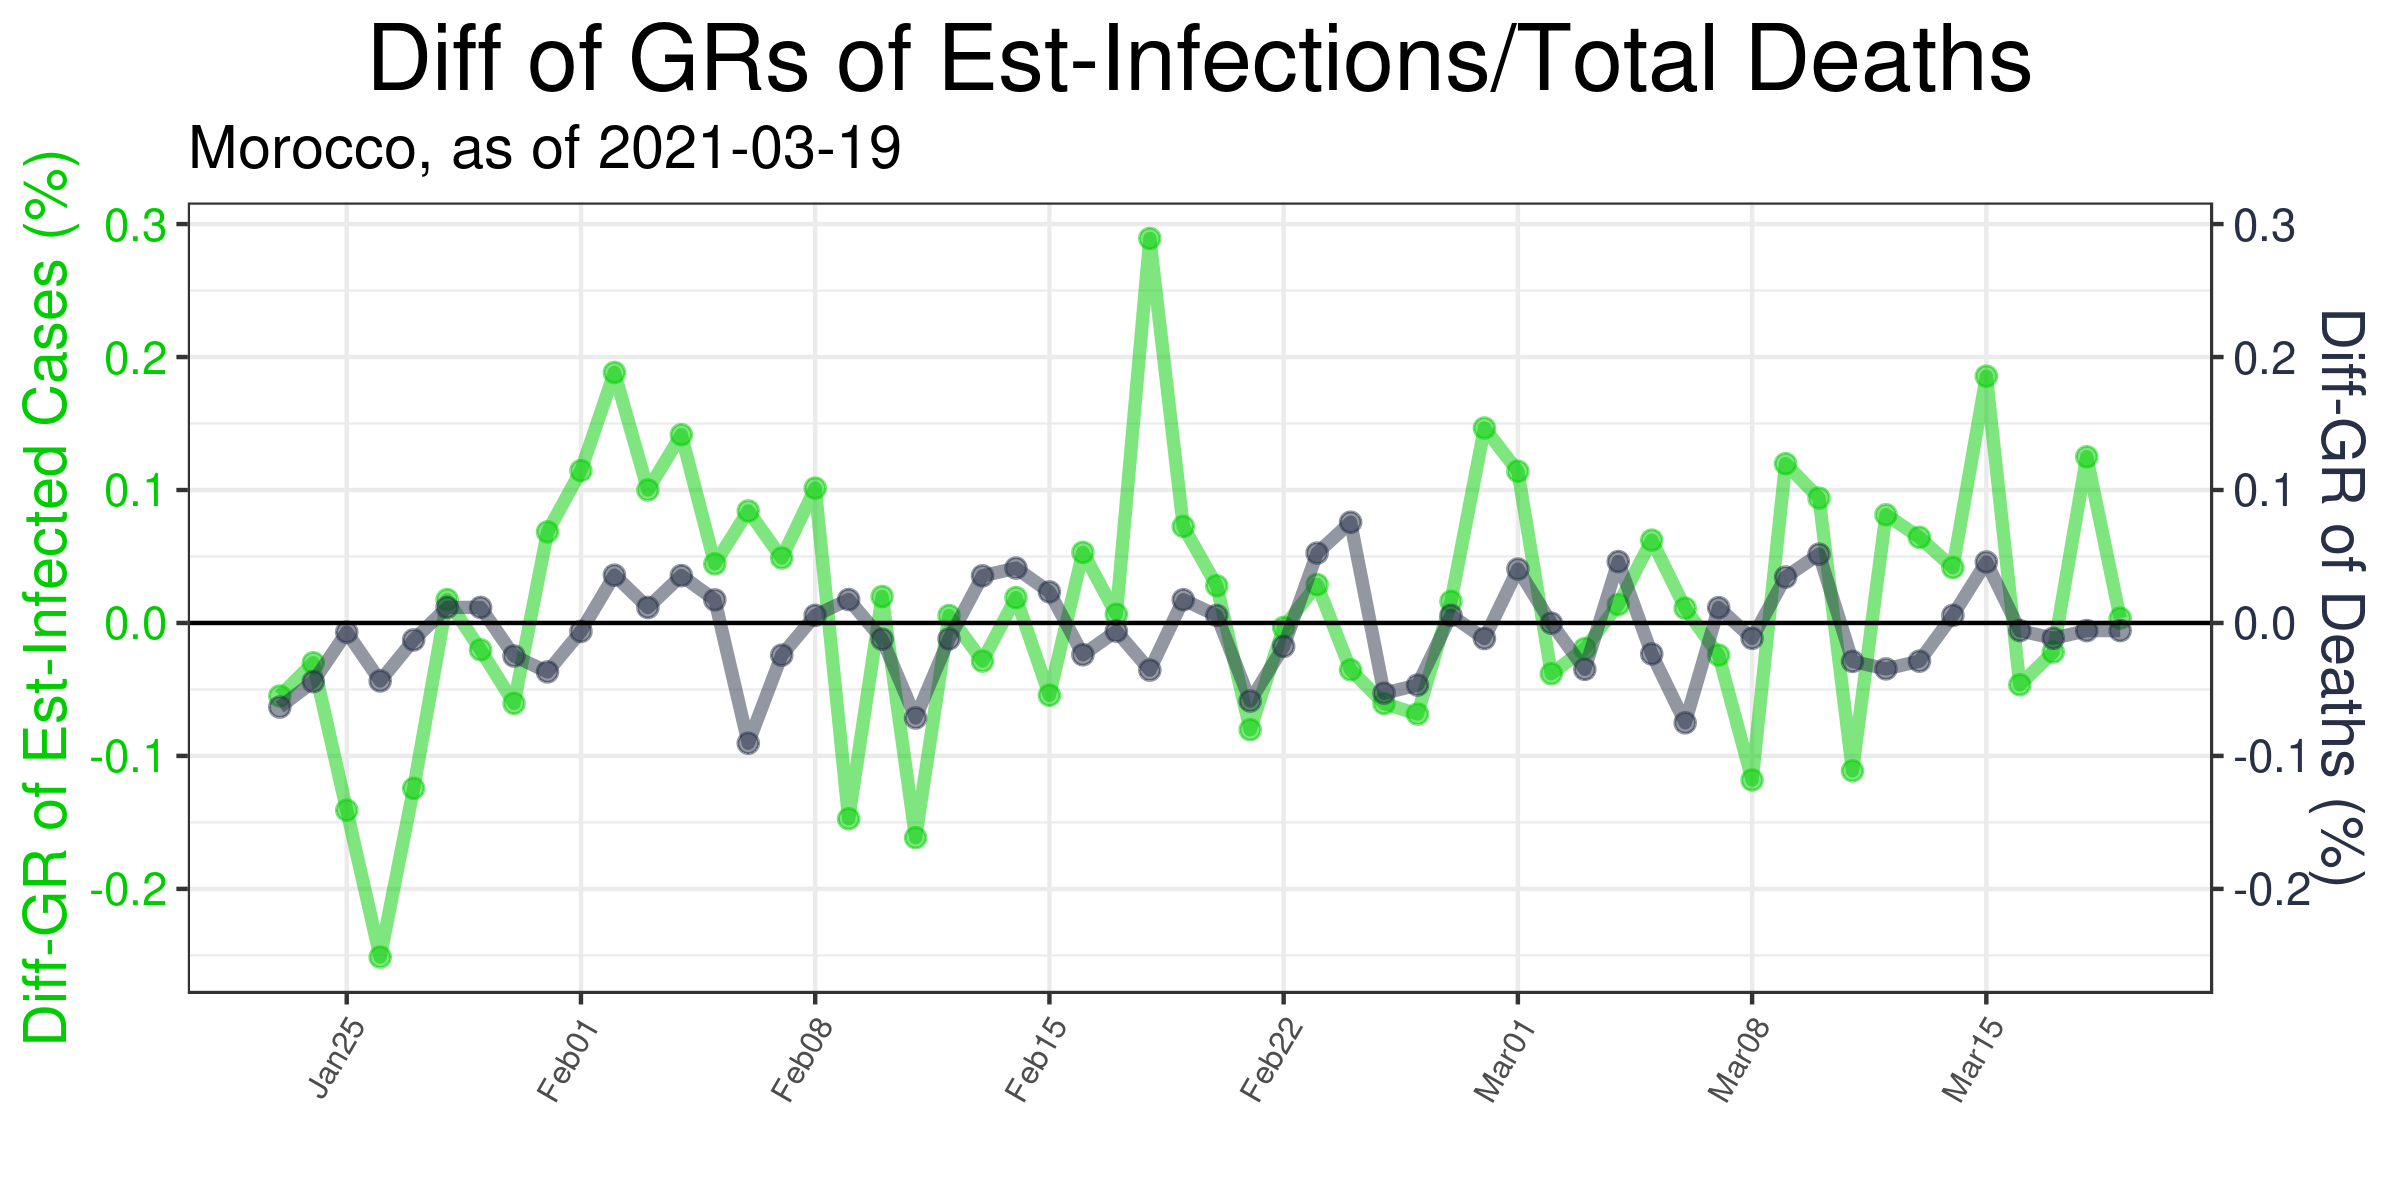 Diff of GRs of Est-Infections/Total Deaths
Morocco, as of 2021-03-19
Diff-GR of Est-Infected Cases (%)
0.3
0.2
0.1
0.0
-0.1
-0.2
0.3
0.2
0.1
0.0
-0.1
-0.2
Diff-GR of Deaths (%)
Jan25
Feb01
Feb08
Feb15
Feb22
Mar01
Mar08
Mar15